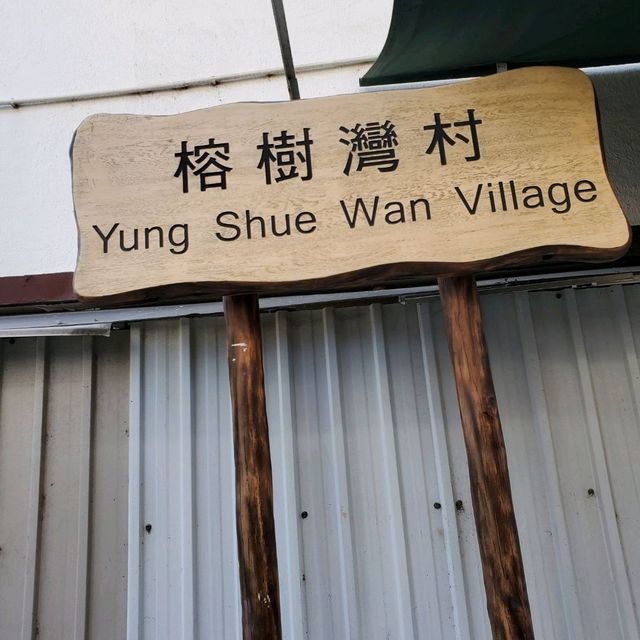 榕樹灣村
Yung Shue Wan Village